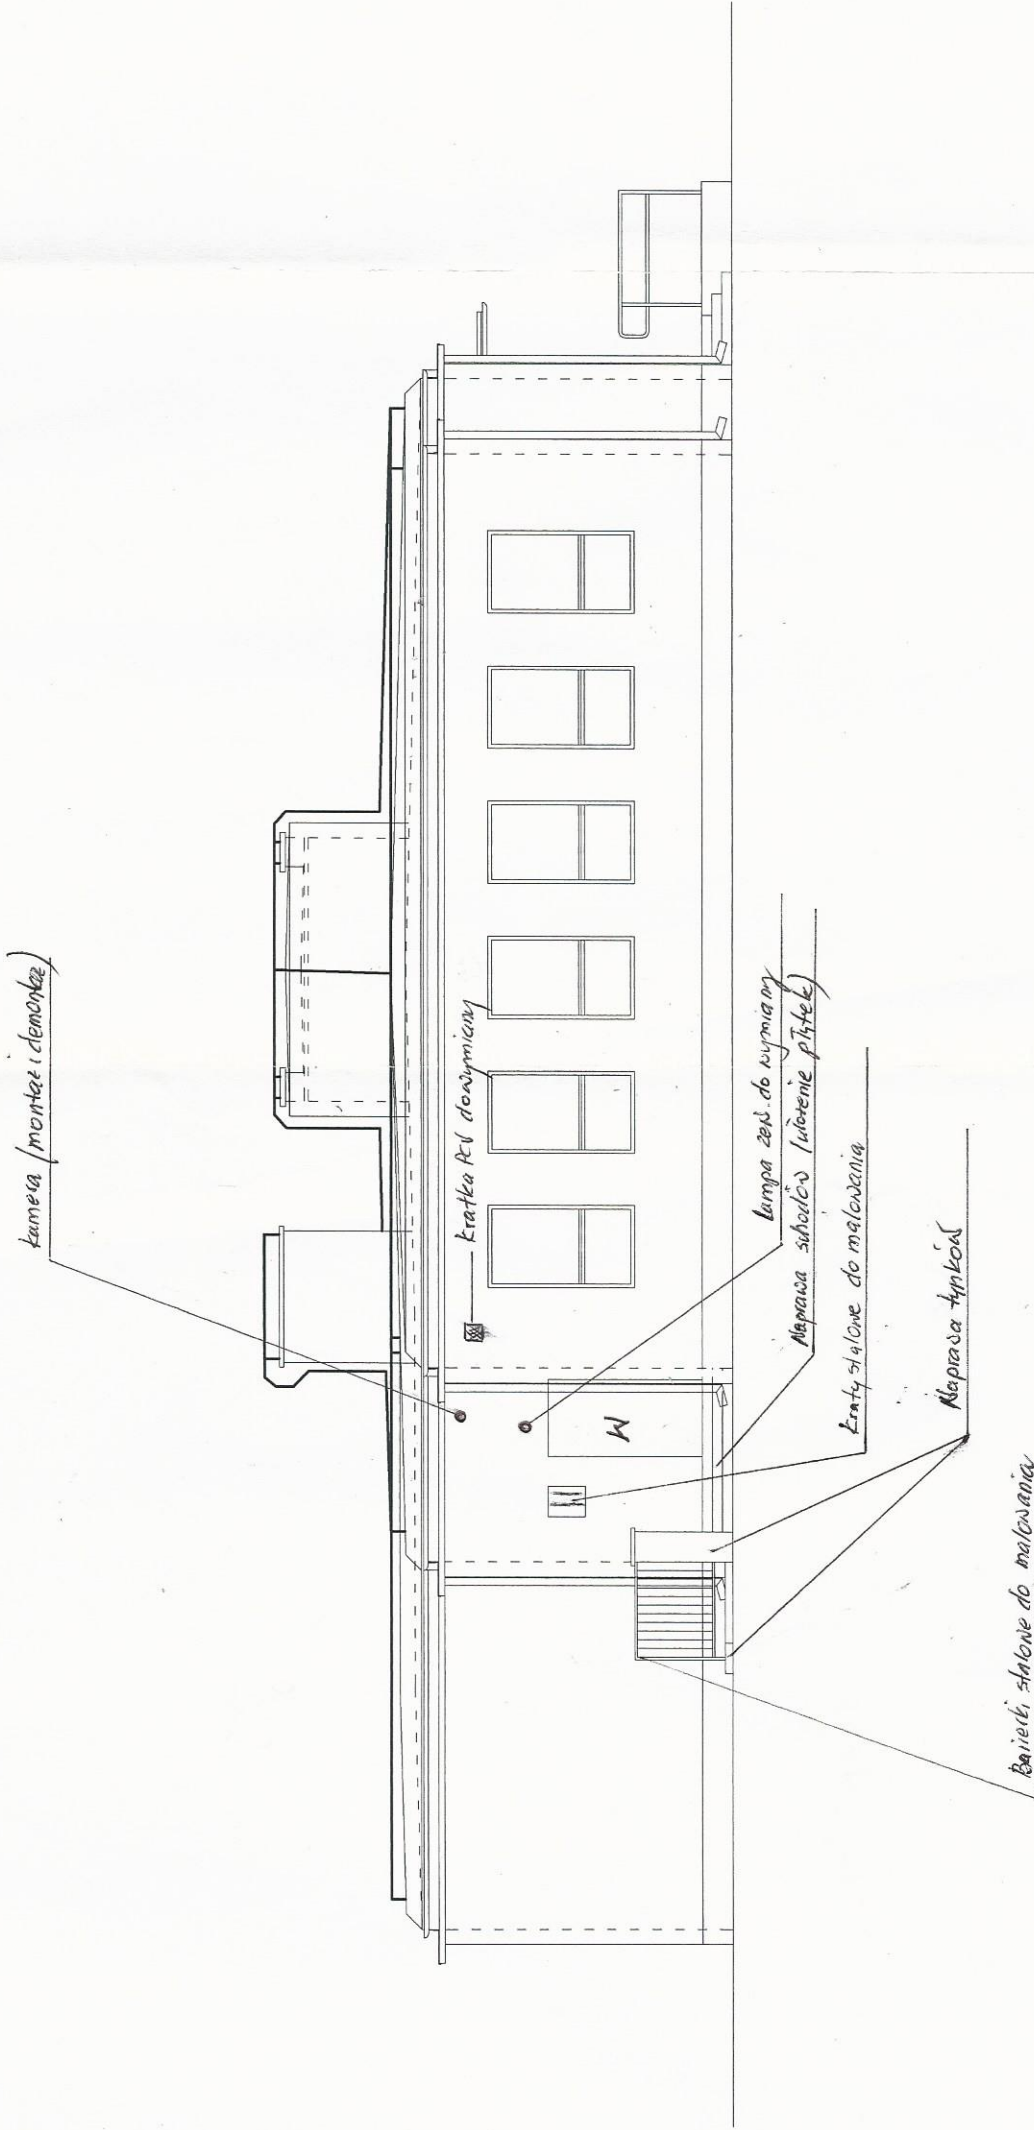 kamera (montaż i demontaż)
kratka PCV do wymiany
W
Lampa zew. do wymiany
Naprawa schodów (ułożenie płytek)
kraty stalowe do malowania
Naprawa tynków
Barierki stalowe do malowania